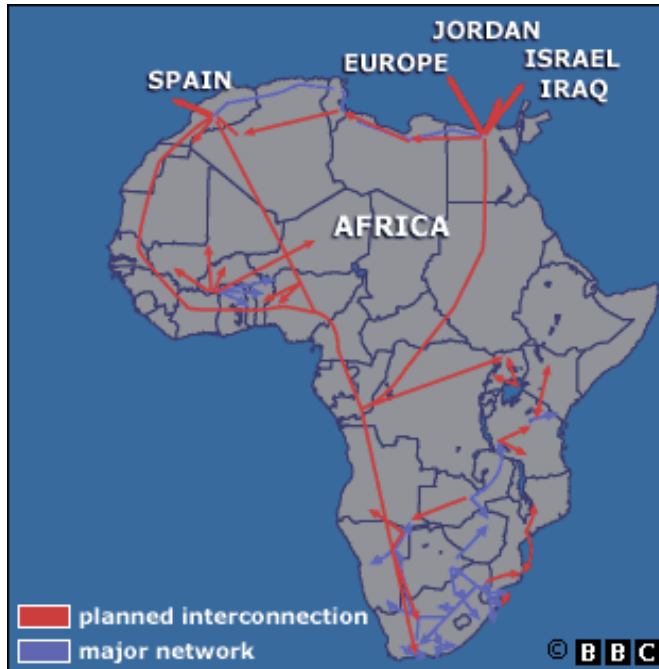 JORDAN
EUROPE
ISRAEL
IRAQ
SPAIN
AFRICA
planned interconnection
major network
© BBC